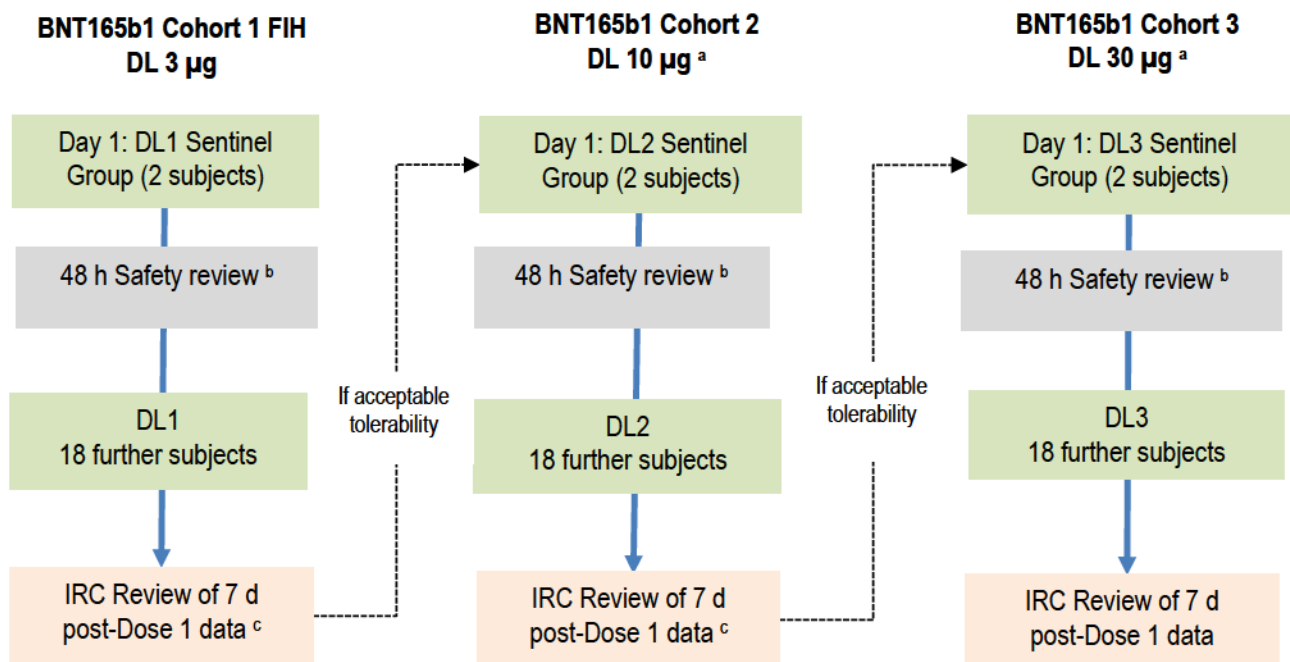 BNT165b1 Cohort 1 FIH
DL 3 µg
Day 1: DL1 Sentinel
Group (2 subjects)
48 h Safety review ᵇ
DL1
18 further subjects
IRC Review of 7 d
post-Dose 1 data ᶜ
If acceptable
tolerability
BNT165b1 Cohort 2
DL 10 µg ᵃ
Day 1: DL2 Sentinel
Group (2 subjects)
48 h Safety review ᵇ
DL2
18 further subjects
IRC Review of 7 d
post-Dose 1 data ᶜ
If acceptable
tolerability
BNT165b1 Cohort 3
DL 30 µg ᵃ
Day 1: DL3 Sentinel
Group (2 subjects)
48 h Safety review ᵇ
DL3
18 further subjects
IRC Review of 7 d
post-Dose 1 data